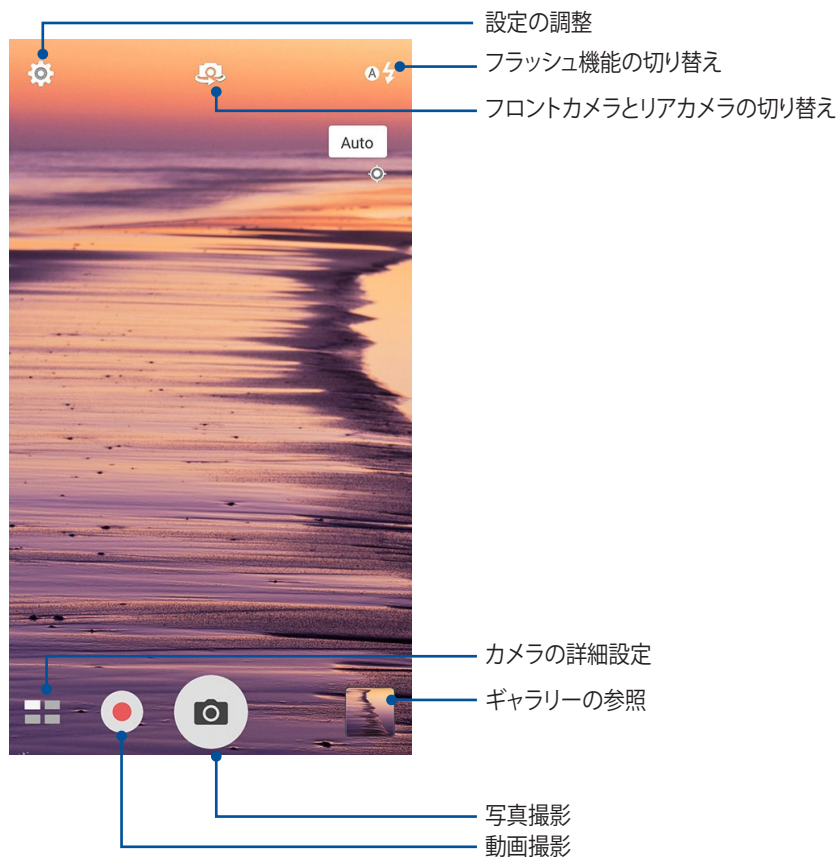 設定の調整
フラッシュ機能の切り替え
A
フロントカメラとリアカメラの切り替え
Auto
カメラの詳細設定
ギャラリーの参照
写真撮影
動画撮影